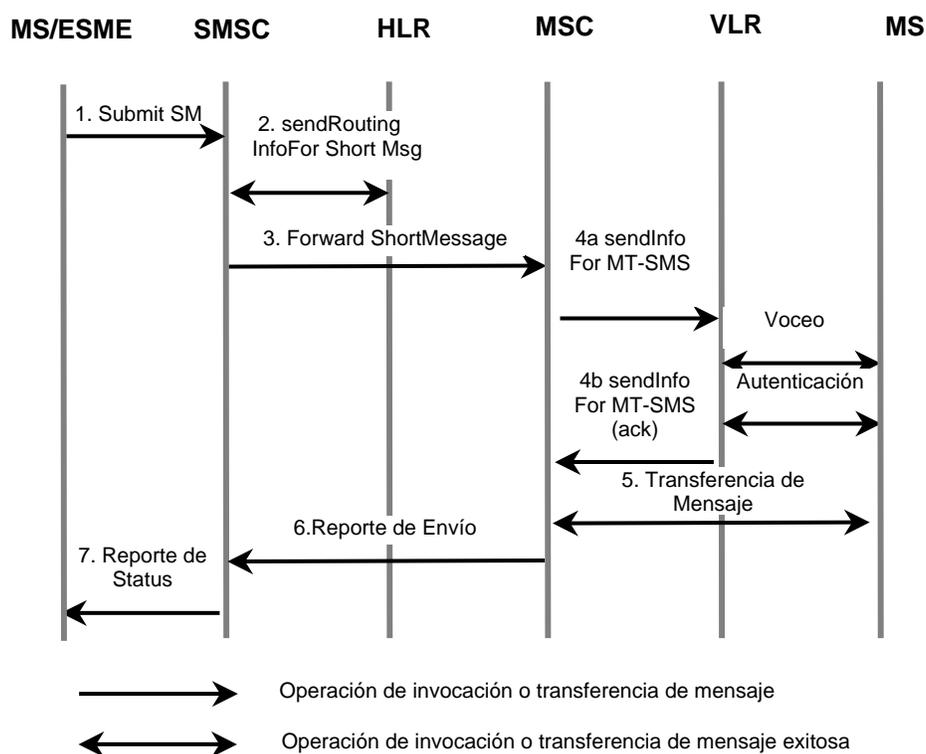 MS/ESME SMSC HLR MSC VLR MS
1. Submit SM
2. sendRouting
InfoFor Short Msg
3. Forward ShortMessage
4a sendInfo
For MT-SMS
Voceo
Autenticación
4b sendInfo
For MT-SMS
(ack)
5. Transferencia de
Mensaje
6.Reporte de Envío
7. Reporte de
Status
Operación de invocación o transferencia de mensaje
Operación de invocación o transferencia de mensaje exitosa